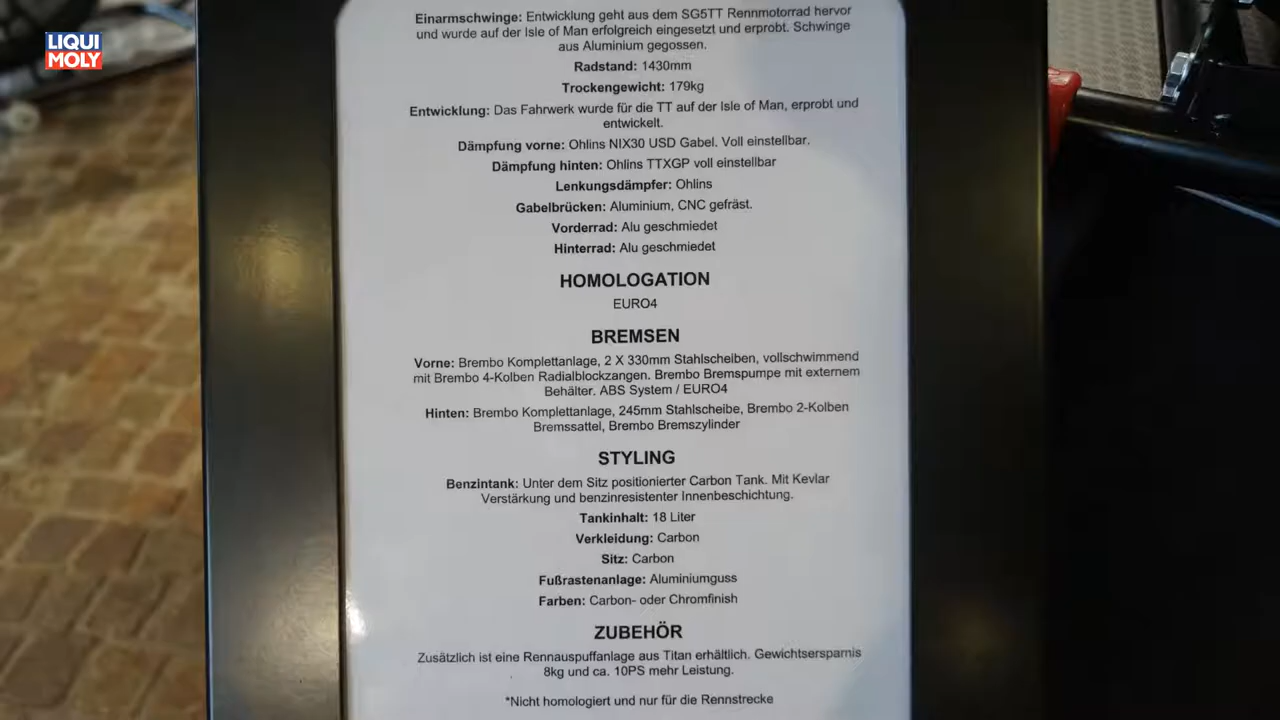 LIQUI
MOLY
Einarmschwinge: Entwicklung geht aus dem SG5TT Rennmotorrad hervor
und wurde auf der Isle of Man erfolgreich eingesetzt und erprobt. Schwinge
aus Aluminium gegossen.
Radstand: 1430mm
Trockengewicht: 179kg
Entwicklung: Das Fahrwerk wurde für die TT auf der Isle of Man, erprobt und
entwickelt.
Dämpfung vorne: Ohlins NIX30 USD Gabel. Voll einstellbar.
Dämpfung hinten: Ohlins TTXGP voll einstellbar
Lenkungsdämpfer: Ohlins
Gabelbrücken: Aluminium, CNC gefräst.
Vorderrad: Alu geschmiedet
Hinterrad: Alu geschmiedet
HOMOLOGATION
EURO4
BREMSEN
Vorne: Brembo Komplettanlage, 2 X 330mm Stahlscheiben, vollschwimmend
mit Brembo 4-Kolben Radialblockzangen. Brembo Bremspumpe mit externem
Behälter. ABS System / EURO4
Hinten: Brembo Komplettanlage, 245mm Stahlscheibe, Brembo 2-Kolben
Bremssattel, Brembo Bremszylinder
STYLING
Benzintank: Unter dem Sitz positionierter Carbon Tank. Mit Kevlar
Verstärkung und benzinresistenter Innenbeschichtung.
Tankinhalt: 18 Liter
Verkleidung: Carbon
Sitz: Carbon
Fußrastenanlage: Aluminiumguss
Farben: Carbon- oder Chromfinish
ZUBEHÖR
Zusätzlich ist eine Rennauspuffanlage aus Titan erhältlich. Gewichtsersparnis
8kg und ca. 10PS mehr Leistung.
*Nicht homologiert und nur für die Rennstrecke